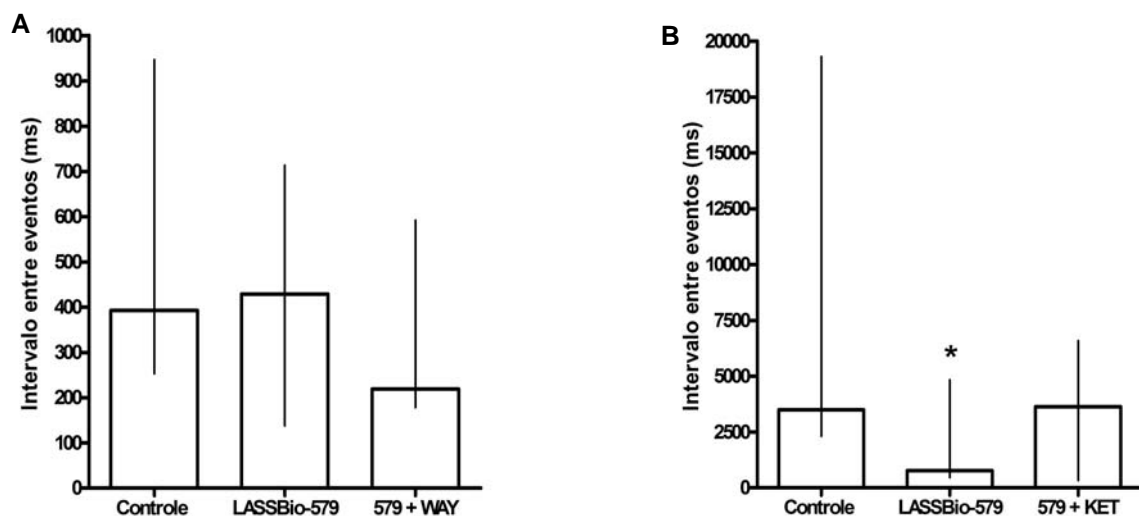 A
Intervalo entre eventos (ms)
1000
900
800
700
600
500
400
300
200
100
0
Controle
LASSBio-579
579 + WAY
B
Intervalo entre eventos (ms)
20000
17500
15000
12500
10000
7500
5000
2500
0
*
Controle
LASSBio-579
579 + KET